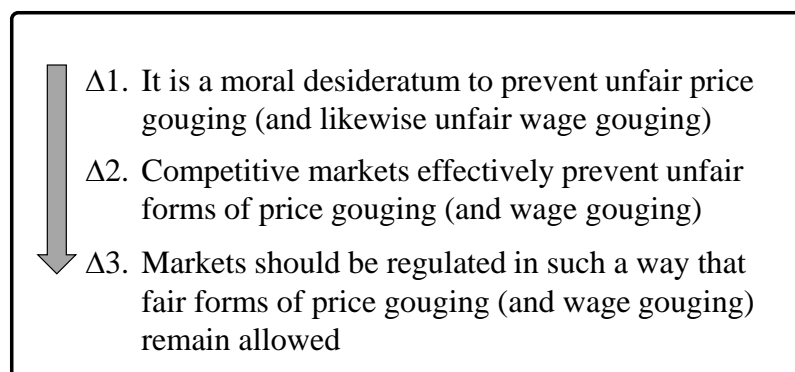 Δ1. It is a moral desideratum to prevent unfair price
gouging (and likewise unfair wage gouging)
Δ2. Competitive markets effectively prevent unfair
forms of price gouging (and wage gouging)
Δ3. Markets should be regulated in such a way that
fair forms of price gouging (and wage gouging)
remain allowed